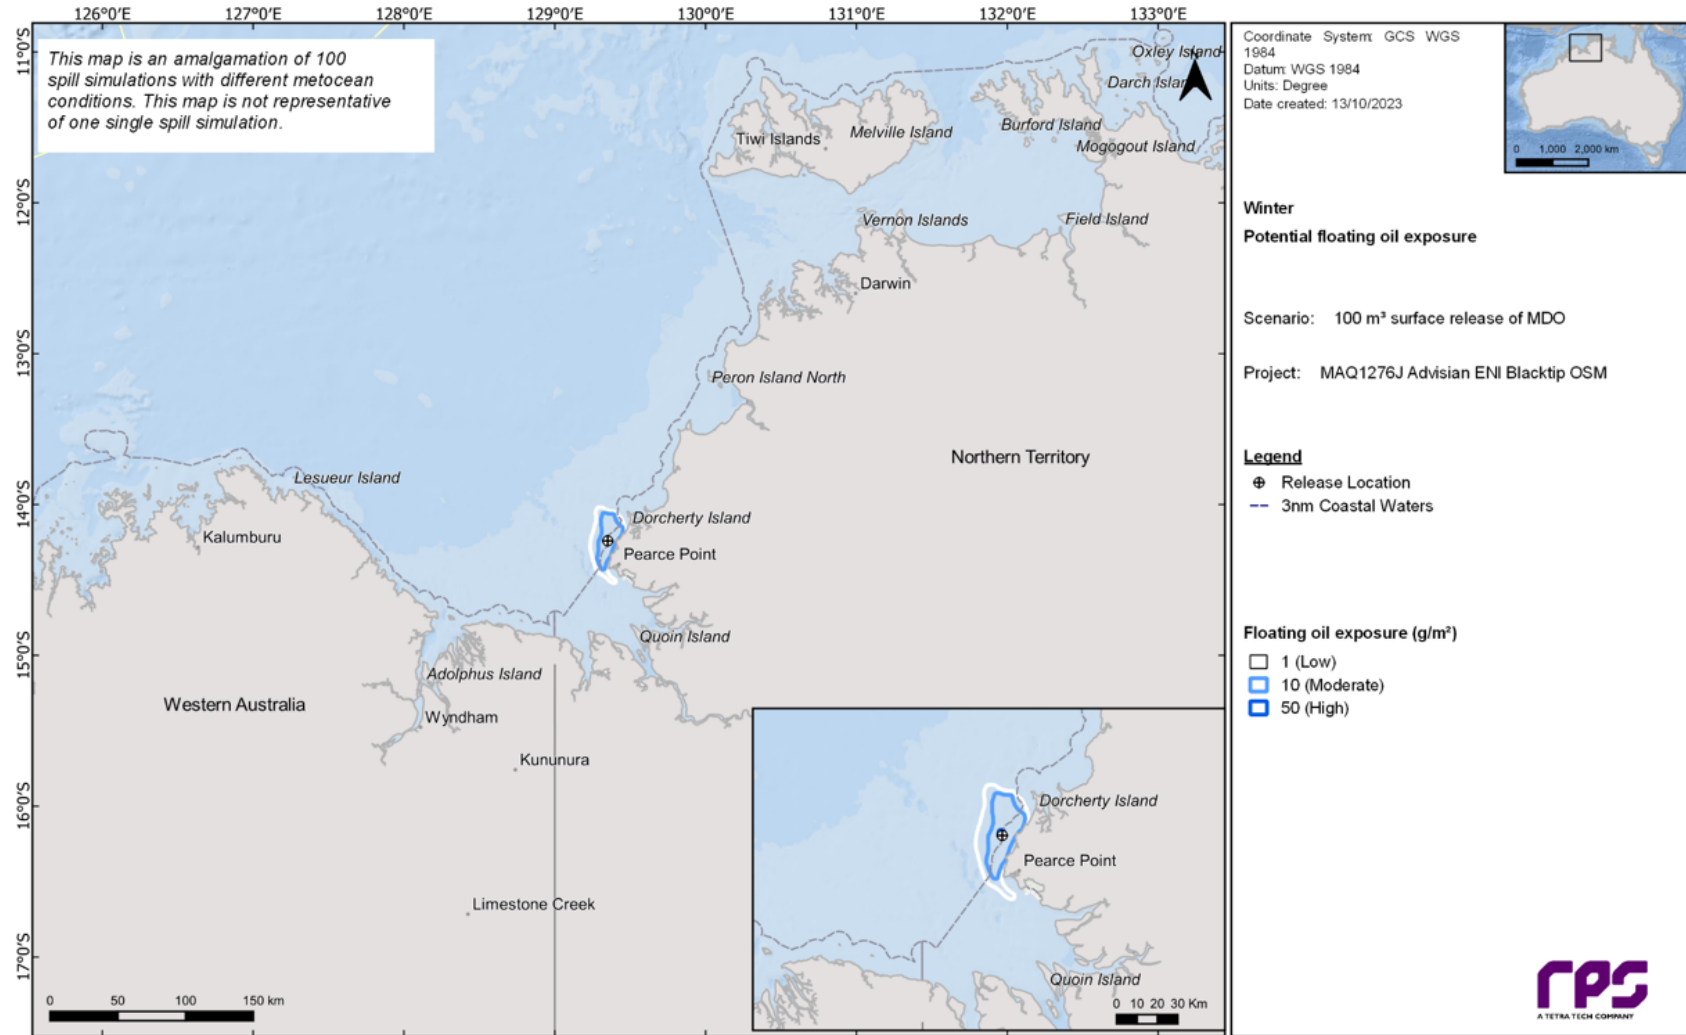 126°0'E 127°0'E 128°0'E 129°0'E 130°0'E 131°0'E 132°0'E 133°0'E
11°0'S
12°0'S
13°0'S
14°0'S
15°0'S
16°0'S
17°0'S
This map is an amalgamation of 100
spill simulations with different metocean
conditions. This map is not representative
of one single spill simulation.
Oxley Island
Darch Island
Tiwi Islands
Melville Island
Burford Island
Mogogout Island
Vernon Islands
Field Island
Darwin
Peron Island North
Northern Territory
Lesueur Island
Kalumburu
Dorcherty Island
Pearce Point
Quoin Island
Adolphus Island
Western Australia
Wyndham
Kununura
Limestone Creek
0 50 100 150 km
Dorcherty Island
Pearce Point
Quoin Island
0 10 20 30 Km
Coordinate System: GCS WGS
1984
Datum: WGS 1984
Units: Degree
Date created: 13/10/2023
0 1,000 2,000 km
Winter
Potential floating oil exposure
Scenario: 100 m³ surface release of MDO
Project: MAQ1276J Advisian ENI Blacktip OSM
Legend
Release Location
3nm Coastal Waters
Floating oil exposure (g/m²)
1 (Low)
10 (Moderate)
50 (High)
rps
A TETRA TECH COMPANY